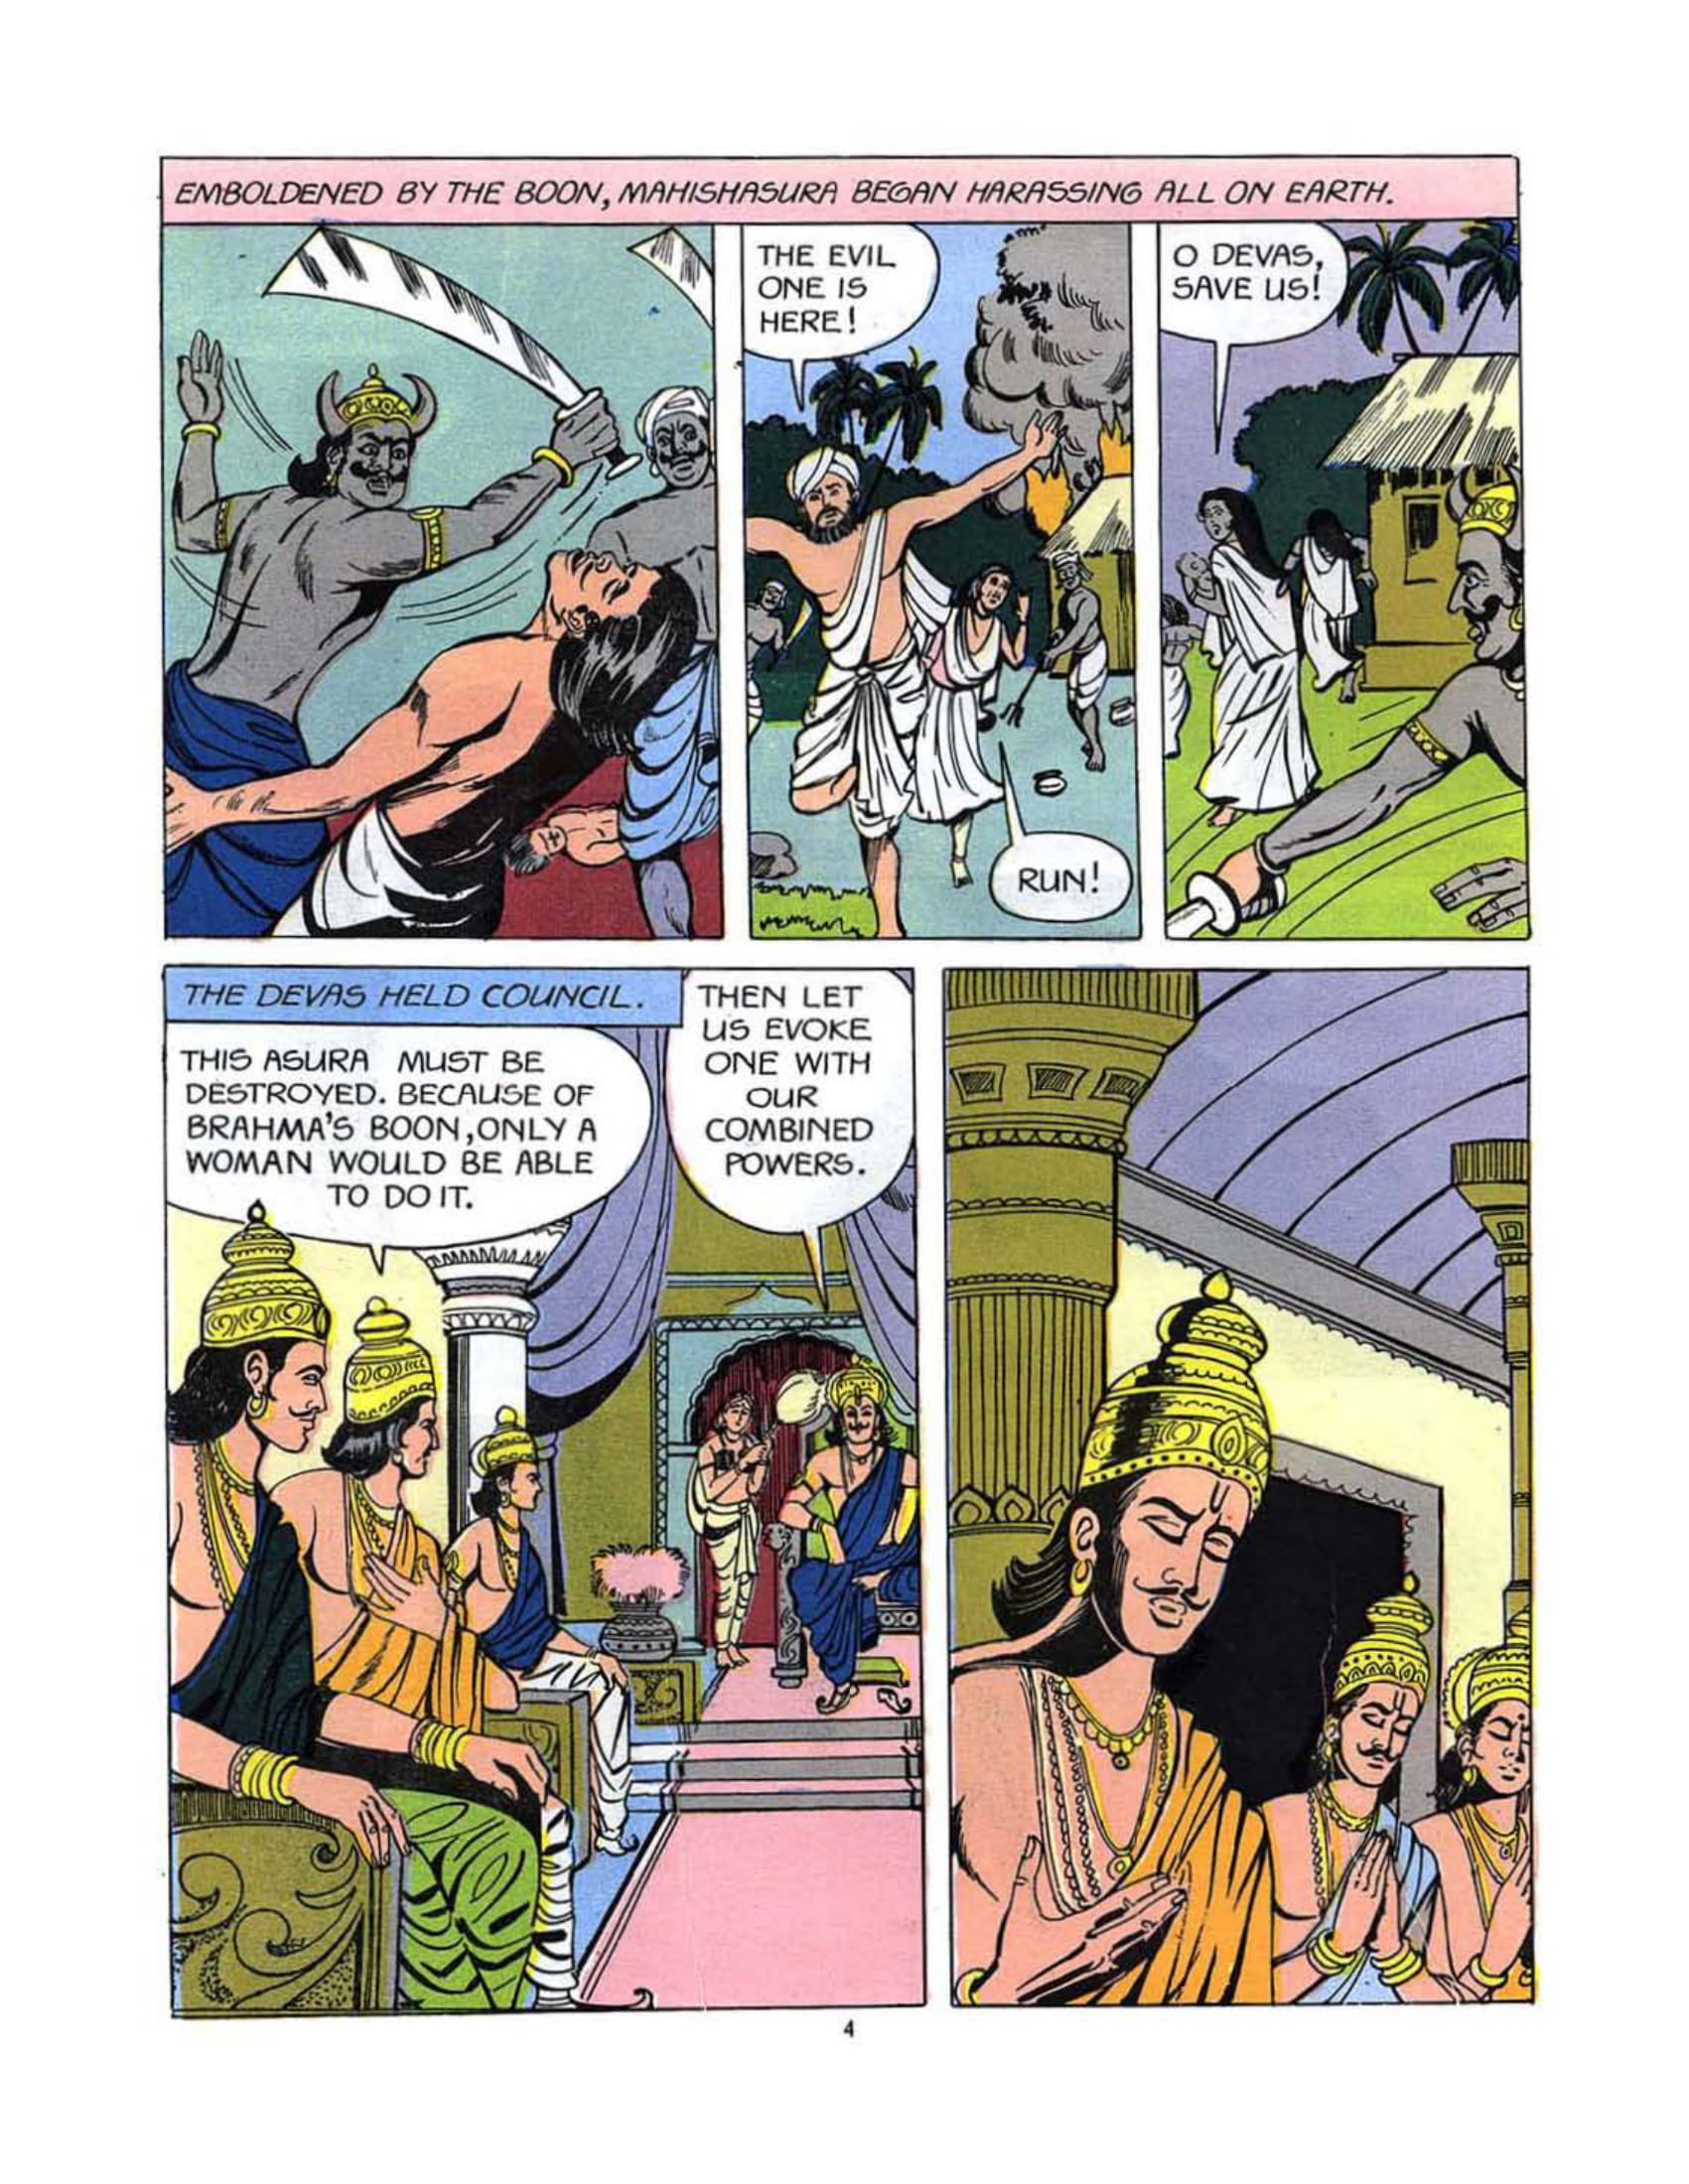 EMBOLDENED BY THE BOON, MAHISHASURA BEGAN HARASSING ALL ON EARTH.
THE EVIL
ONE IS
HERE!
RUN!
O DEVAS,
SAVE US!
THE DEVAS HELD COUNCIL.
THIS ASURA MUST BE
DESTROYED. BECAUSE OF
BRAHMA'S BOON, ONLY A
WOMAN WOULD BE ABLE
TO DO IT.
THEN LET
US EVOKE
ONE WITH
OUR
COMBINED
POWERS.
4